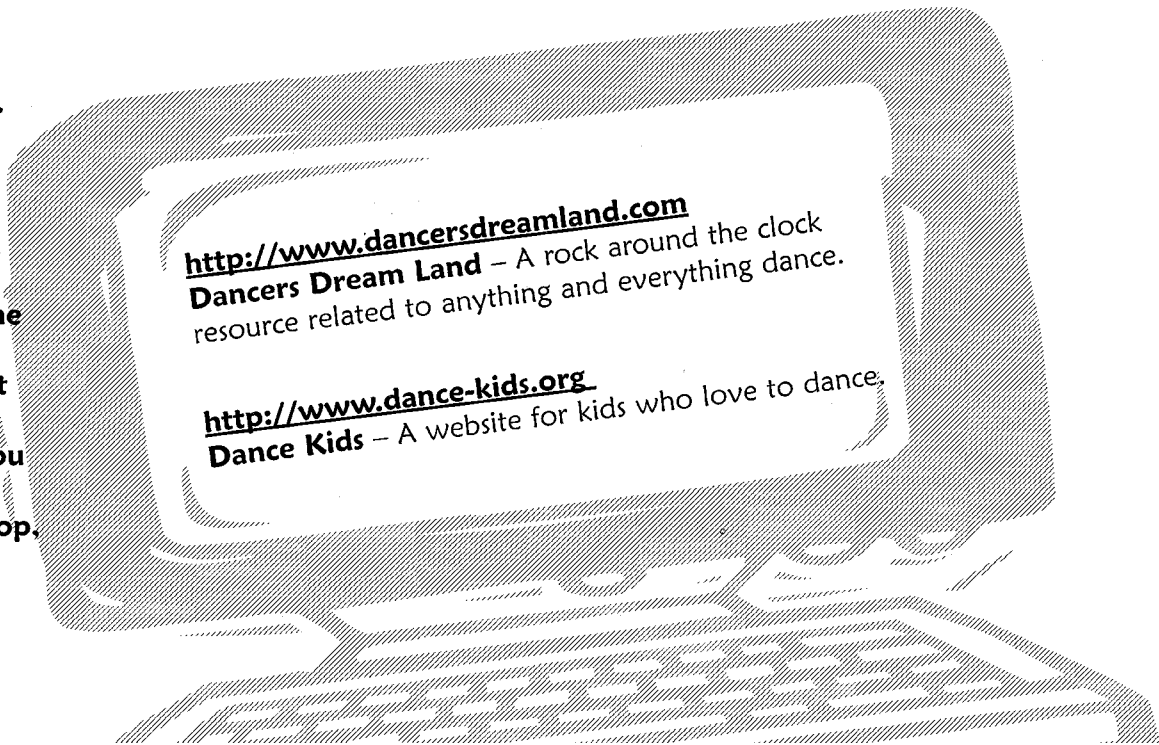 http://www.dancersdreamland.com
Dancers Dream Land – A rock around the clock
resource related to anything and everything dance.
http://www.dance-kids.org
Dance Kids – A website for kids who love to dance.